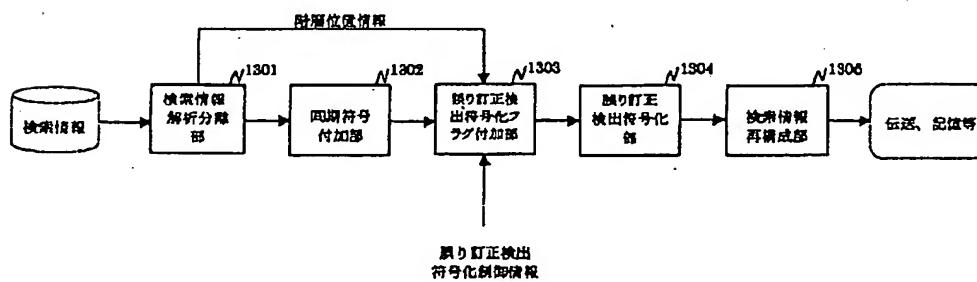 階層位置情報
1301
1302
1303
1304
1305
検索情報
検索情報
解析分離
部
同期符号
付加部
誤り訂正検
出符号化フ
ラグ付加部
誤り訂正
検出符号化
部
検索情報
再構成部
伝送、記憶等
誤り訂正検出
符号化制御情報